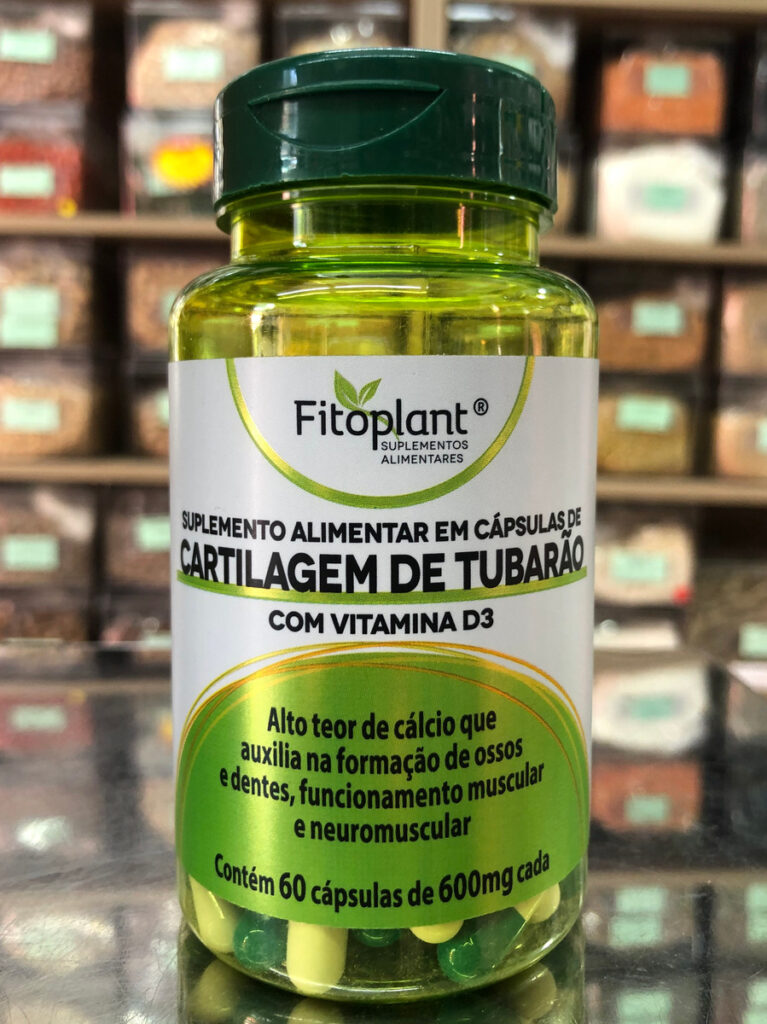 Fitoplant®
SUPLEMENTOS
ALIMENTARES
SUPLEMENTO ALIMENTAR EM CÁPSULAS DE
CARTILAGEM DE TUBARÃO
COM VITAMINA D3
Alto teor de cálcio que
auxilia na formação de ossos
e dentes, funcionamento muscular
e neuromuscular
Contém 60 cápsulas de 600mg cada